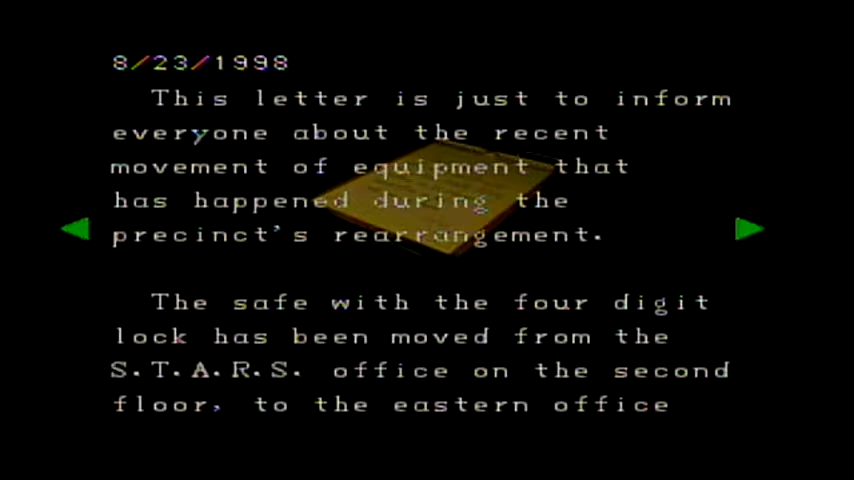 8/23/1998
This letter is just to inform
everyone about the recent
movement of equipment that
has happened during the
precinct's rearrangement.
The safe with the four digit
lock has been moved from the
S.T.A.R.S. office on the second
floor, to the eastern office